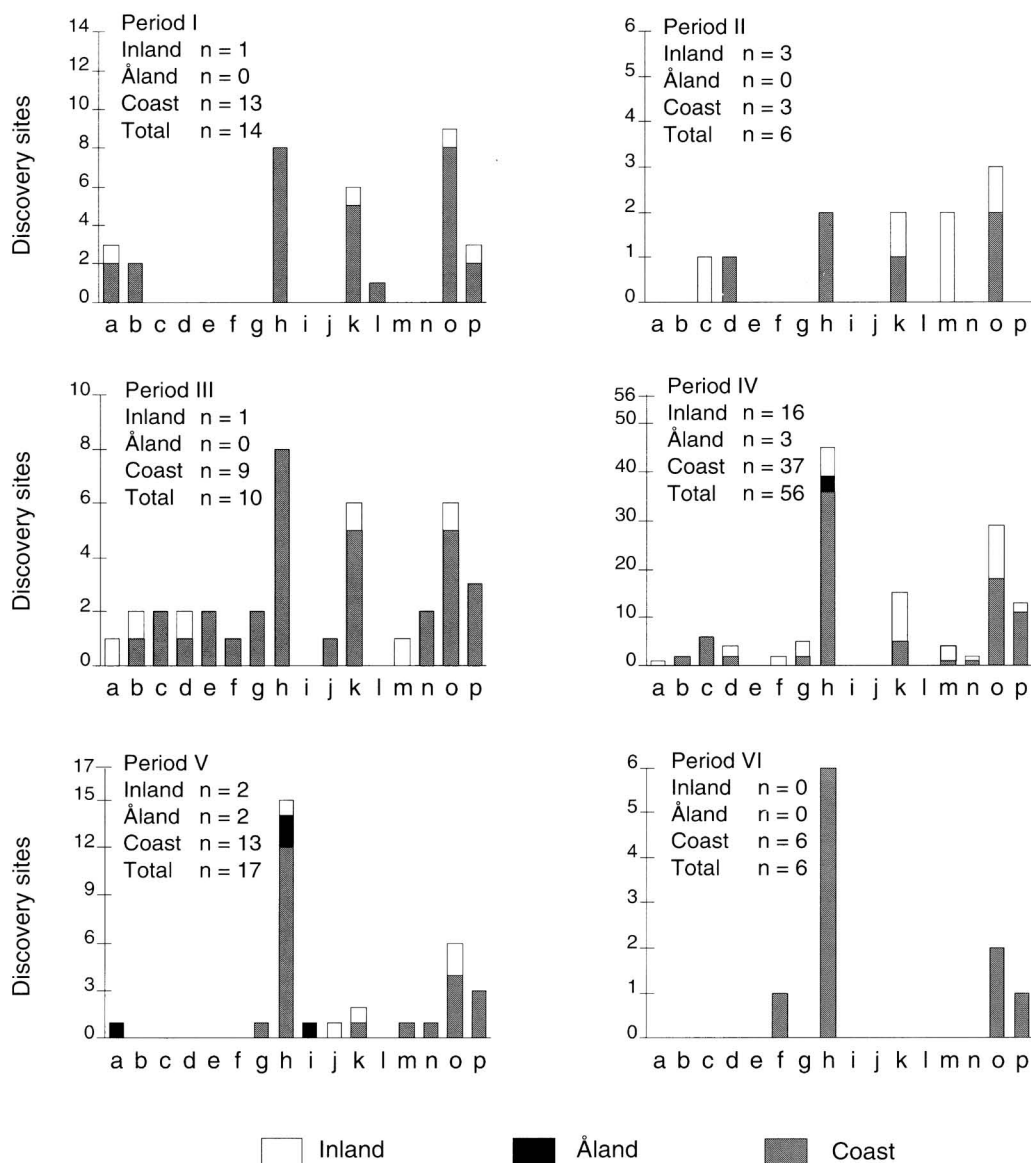 Discovery sites
14
12
10
8
6
4
2
0
Period I
Inland n = 1
Åland n = 0
Coast n = 13
Total n = 14
a b c d e f g h i j k l m n o p
6
5
4
3
2
1
0
Period II
Inland n = 3
Åland n = 0
Coast n = 3
Total n = 6
a b c d e f g h i j k l m n o p
Discovery sites
10
8
6
4
2
0
Period III
Inland n = 1
Åland n = 0
Coast n = 9
Total n = 10
a b c d e f g h i j k l m n o p
56
50
40
30
20
10
0
Period IV
Inland n = 16
Åland n = 3
Coast n = 37
Total n = 56
a b c d e f g h i j k l m n o p
Discovery sites
17
15
12
9
6
3
0
Period V
Inland n = 2
Åland n = 2
Coast n = 13
Total n = 17
a b c d e f g h i j k l m n o p
6
5
4
3
2
1
0
Period VI
Inland n = 0
Åland n = 0
Coast n = 6
Total n = 6
a b c d e f g h i j k l m n o p
Inland Åland Coast